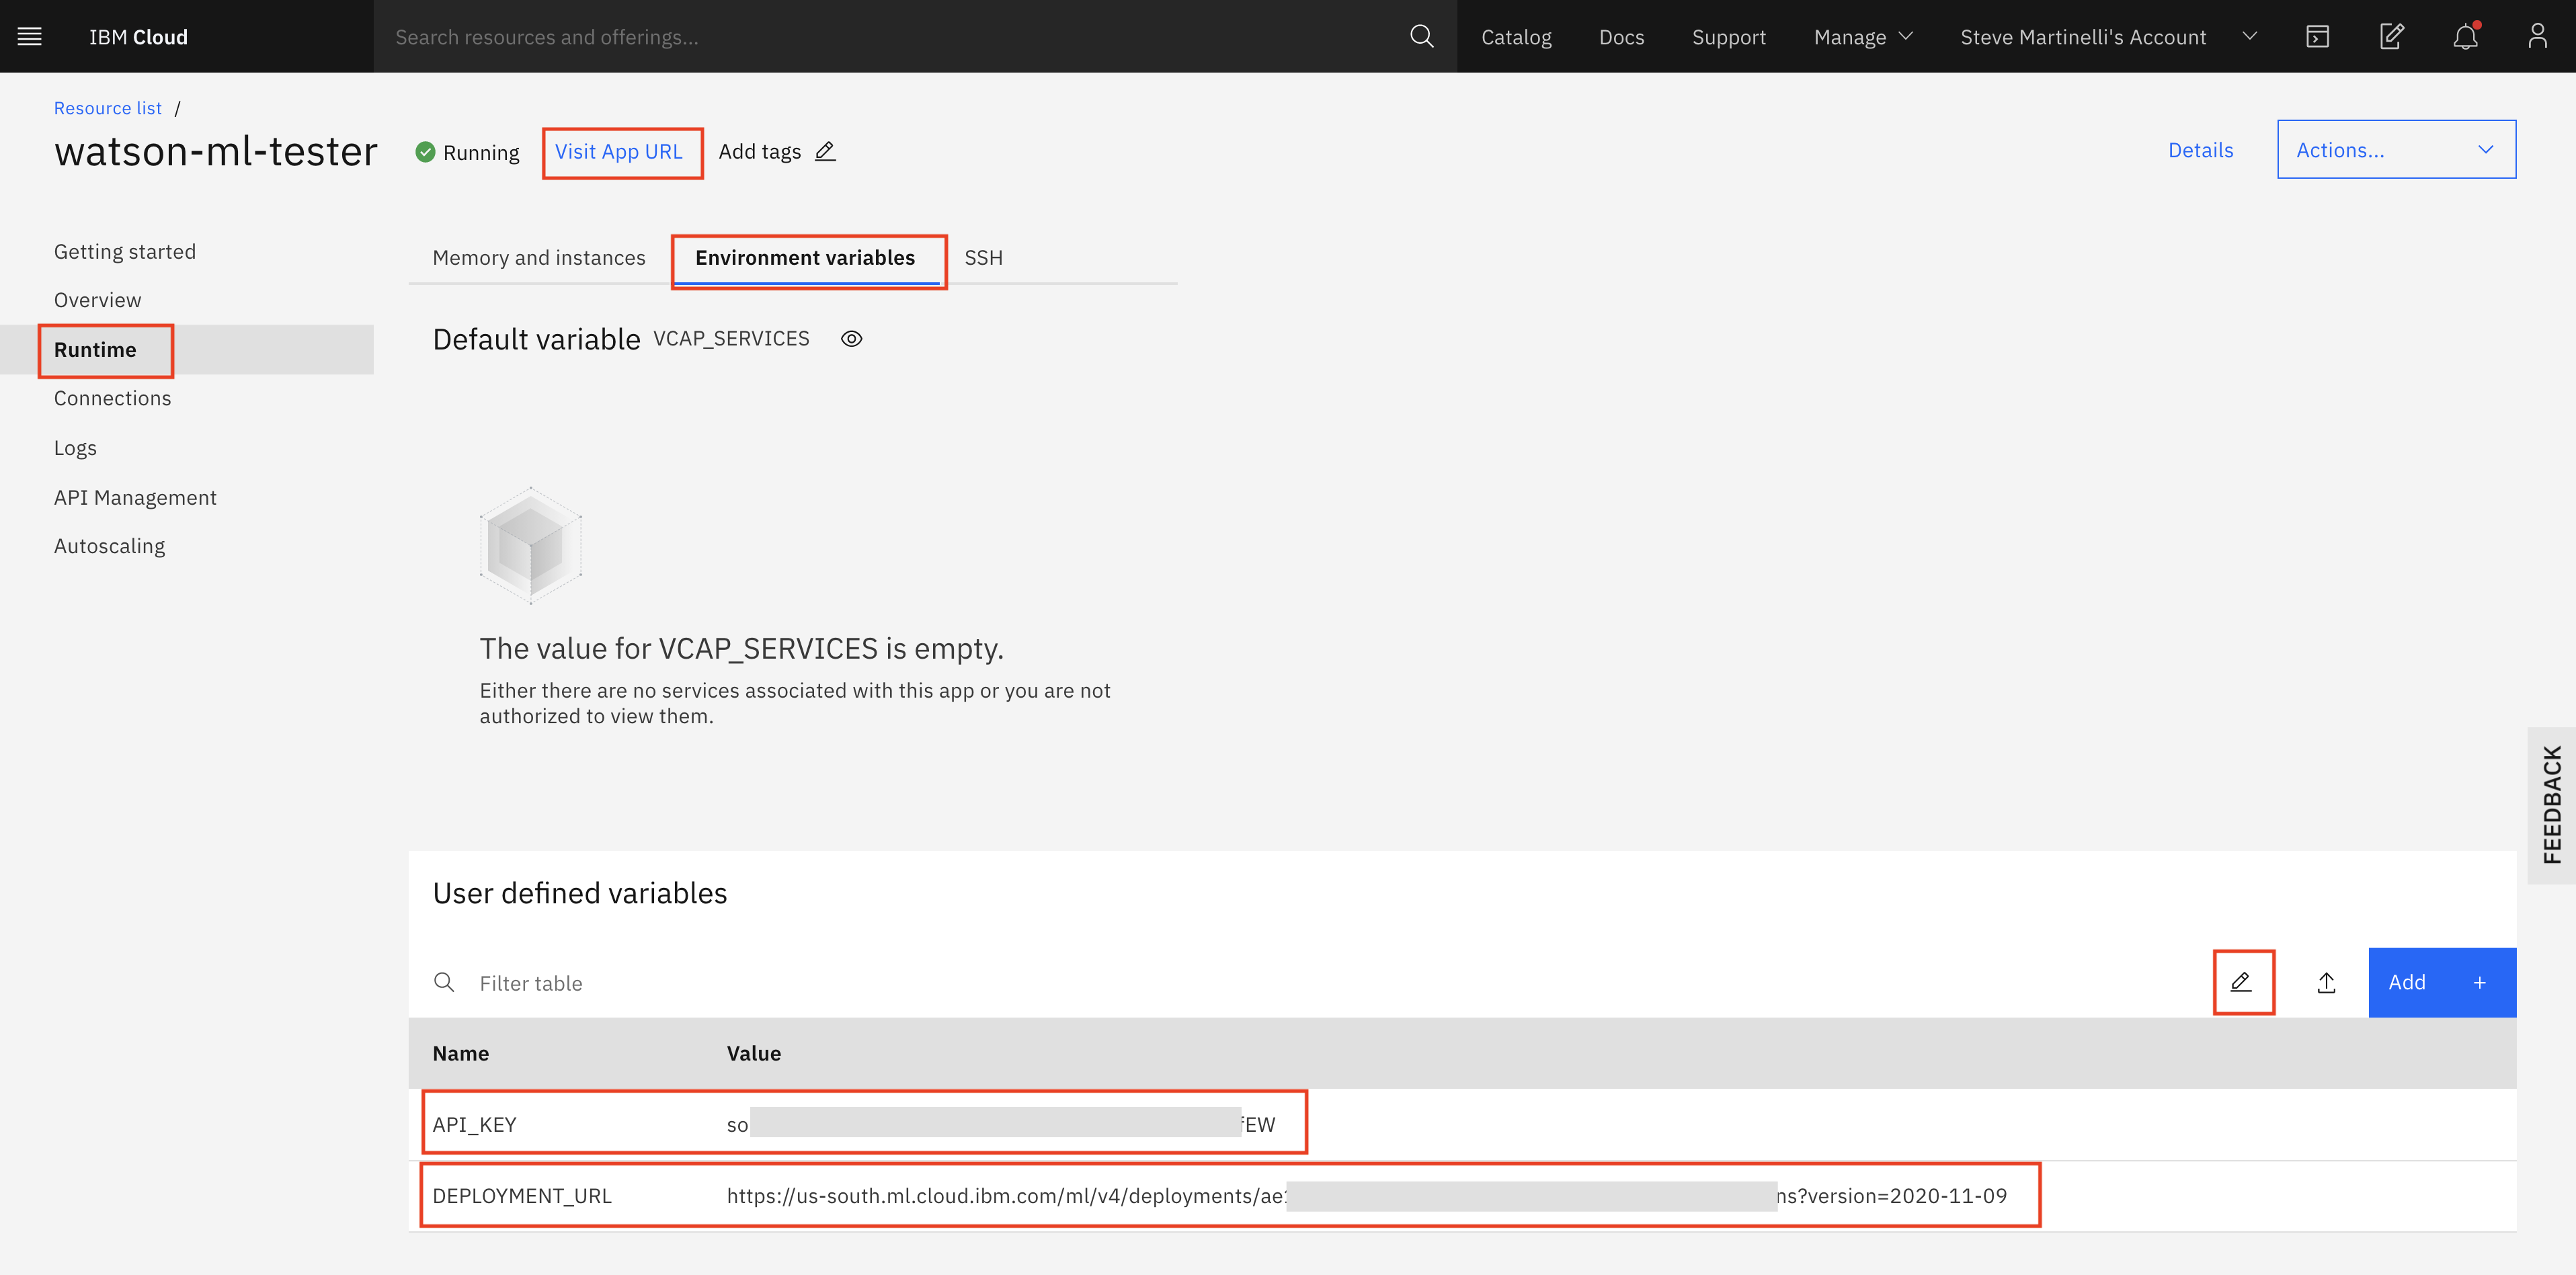 IBM Cloud
Search resources and offerings...
Catalog
Docs
Support
Manage
Steve Martinelli's Account
Resource list /
watson-ml-tester
Running
Visit App URL
Add tags
Details
Actions...
Getting started
Overview
Runtime
Connections
Logs
API Management
Autoscaling
Memory and instances
Environment variables
SSH
Default variable VCAP_SERVICES
The value for VCAP_SERVICES is empty.
Either there are no services associated with this app or you are not
authorized to view them.
FEEDBACK
User defined variables
Filter table
Add +
Name Value
API_KEY so fEW
DEPLOYMENT_URL https://us-south.ml.cloud.ibm.com/ml/v4/deployments/ae ns?version=2020-11-09